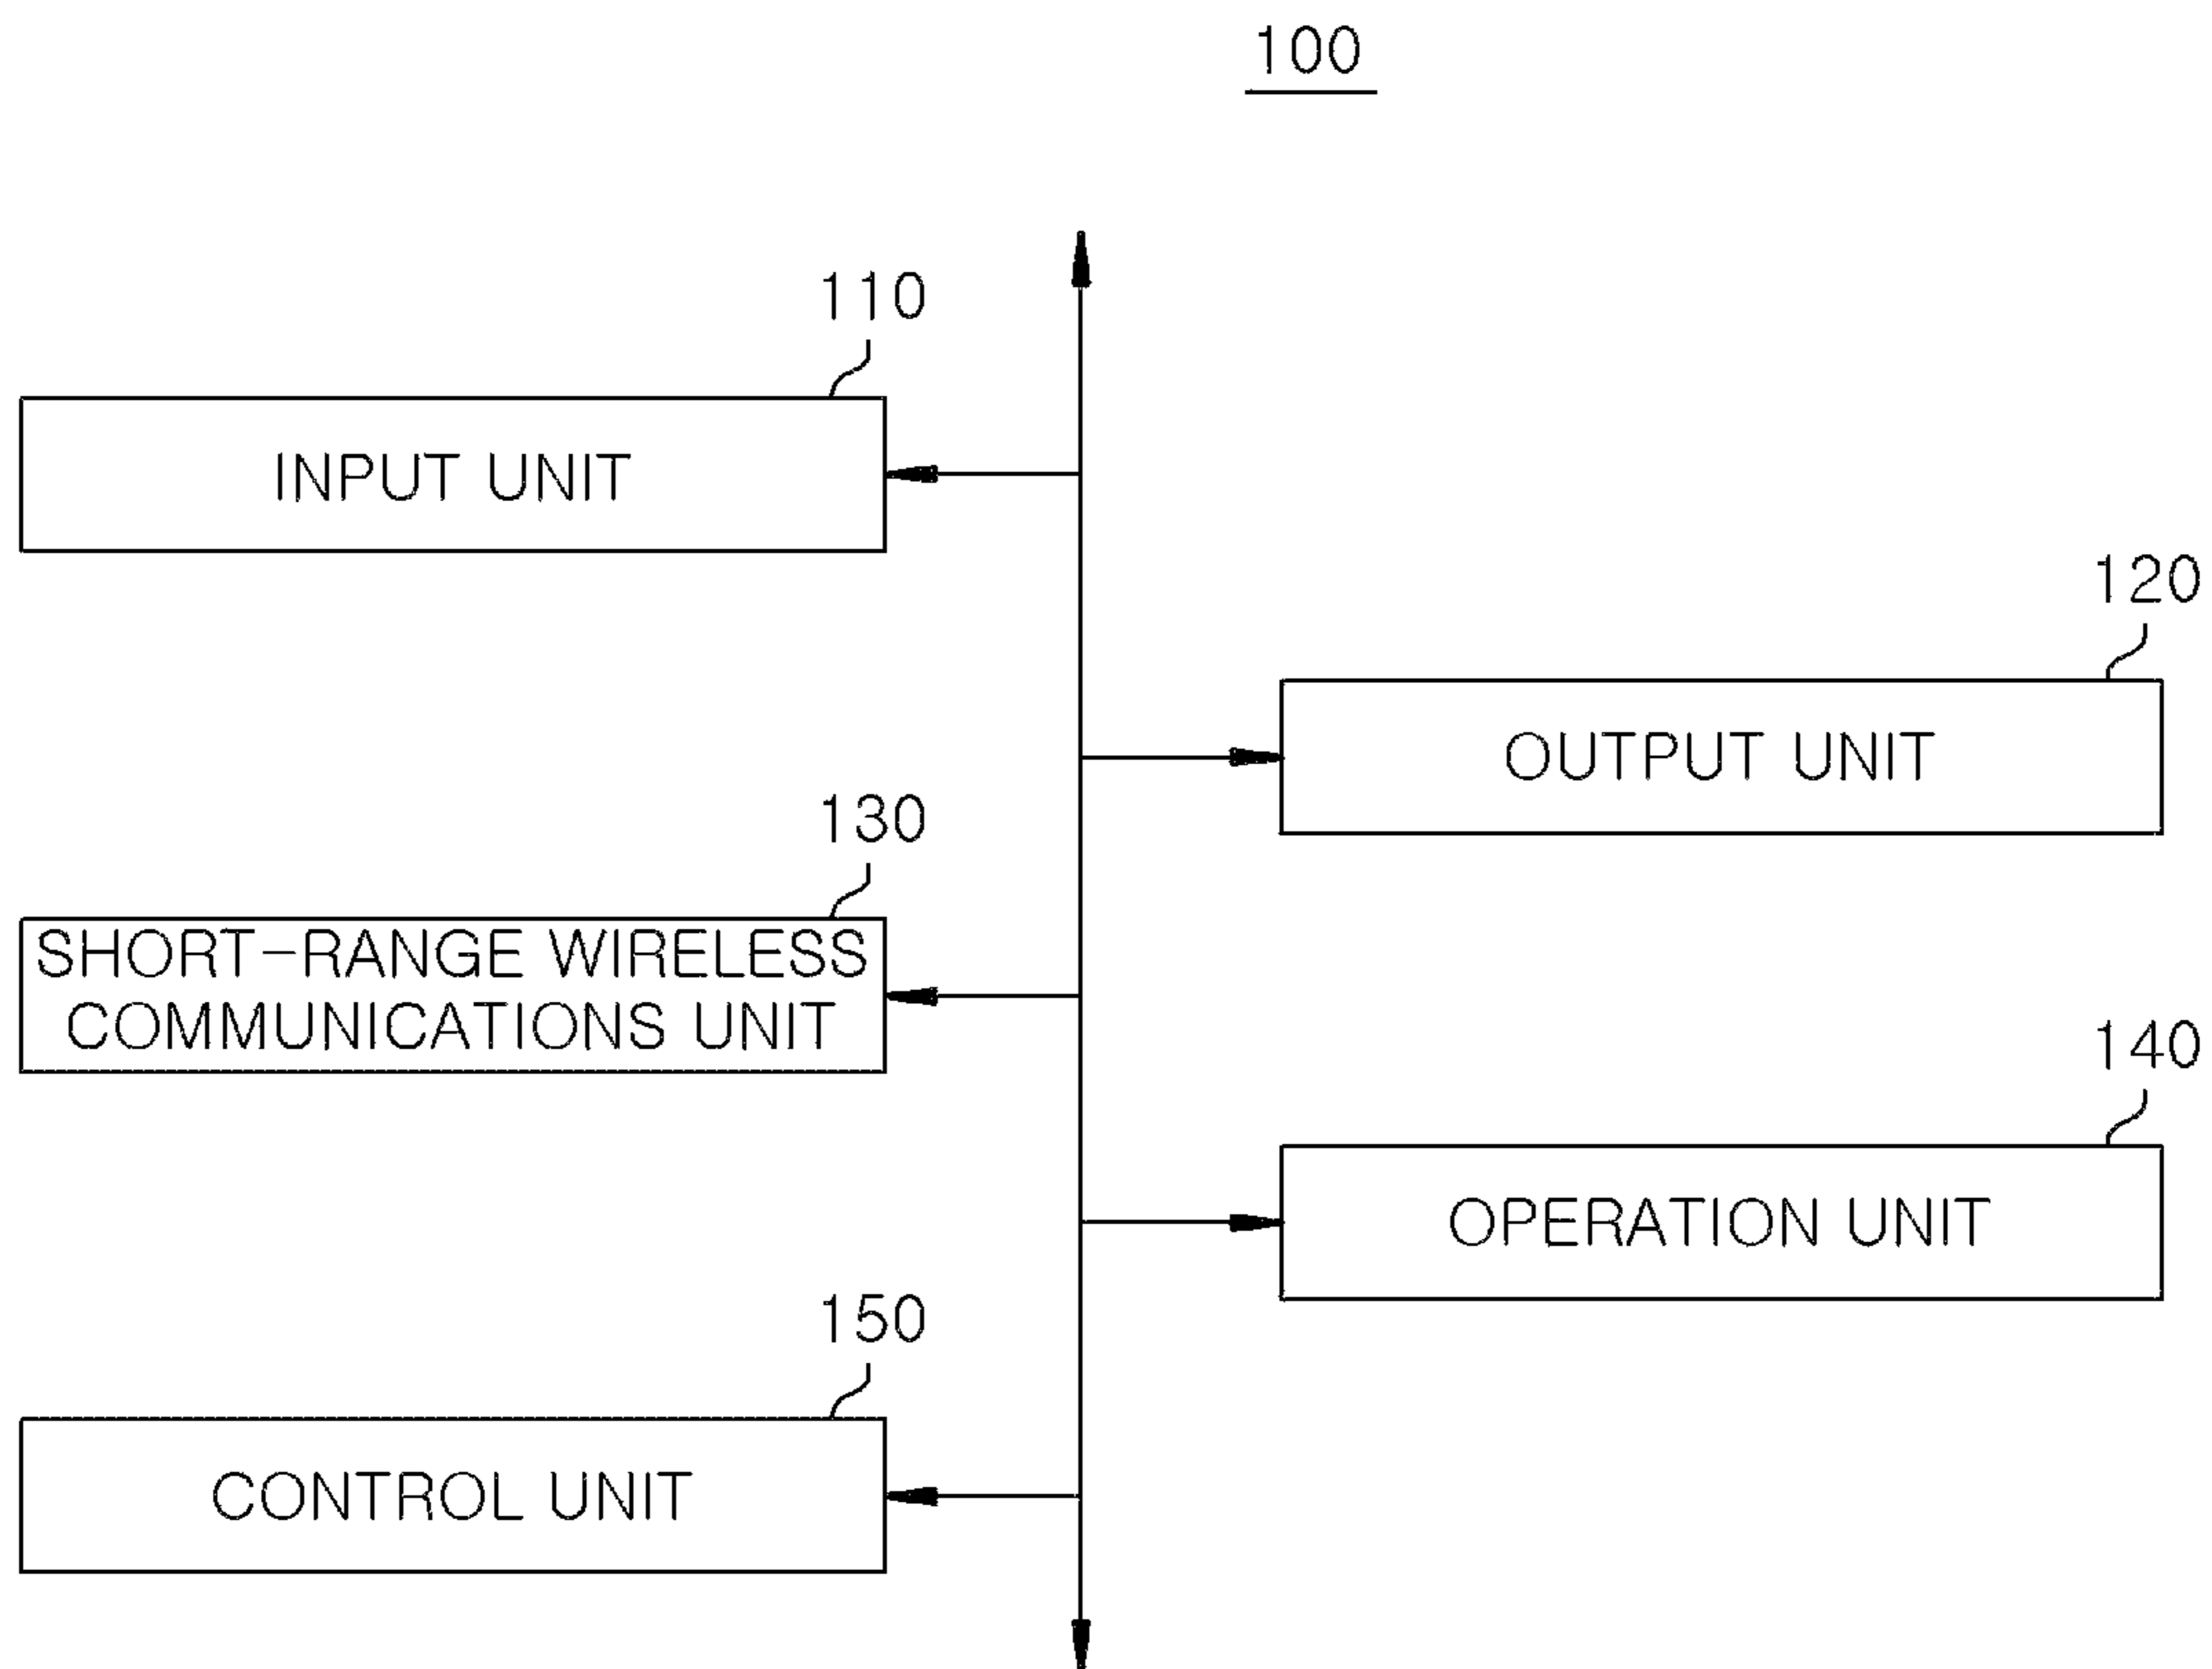 100
110
INPUT UNIT
120
OUTPUT UNIT
130
SHORT-RANGE WIRELESS
COMMUNICATIONS UNIT
140
OPERATION UNIT
150
CONTROL UNIT